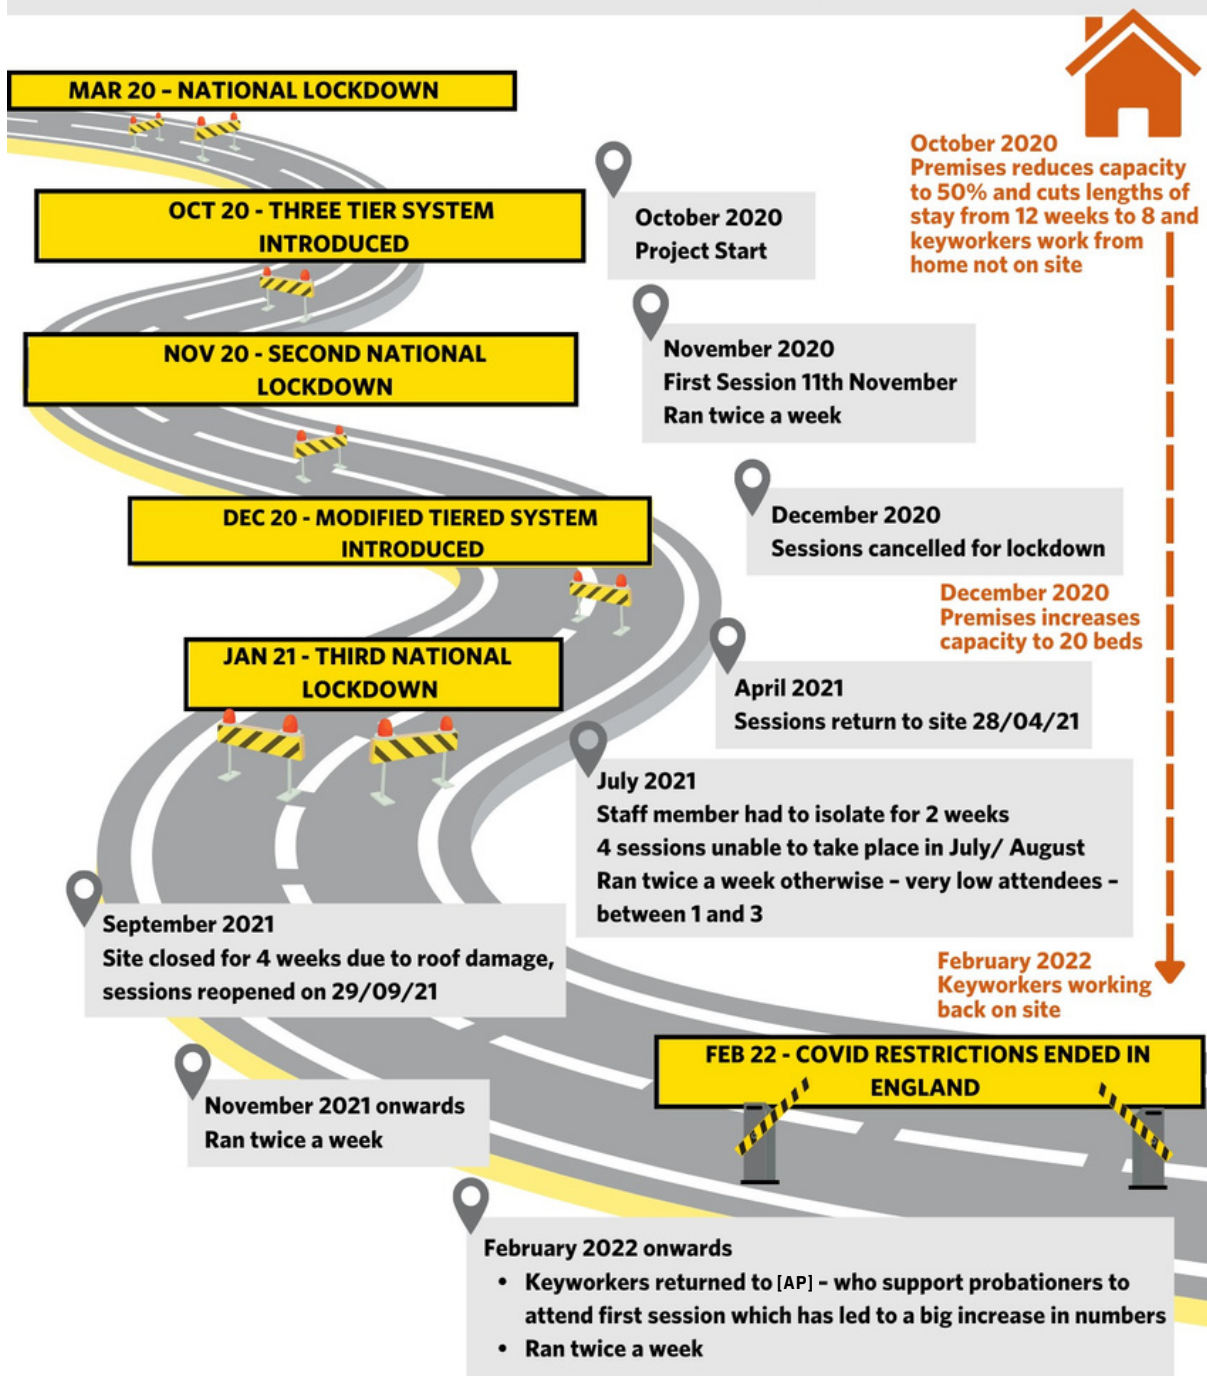 MAR 20 – NATIONAL LOCKDOWN
OCT 20 - THREE TIER SYSTEM
INTRODUCED
October 2020
Project Start
October 2020
Premises reduces capacity
to 50% and cuts lengths of
stay from 12 weeks to 8 and
keyworkers work from
home not on site
NOV 20 - SECOND NATIONAL
LOCKDOWN
November 2020
First Session 11th November
Ran twice a week
DEC 20 - MODIFIED TIERED SYSTEM
INTRODUCED
December 2020
Sessions cancelled for lockdown
December 2020
Premises increases
capacity to 20 beds
JAN 21 - THIRD NATIONAL
LOCKDOWN
April 2021
Sessions return to site 28/04/21
July 2021
Staff member had to isolate for 2 weeks
4 sessions unable to take place in July/ August
Ran twice a week otherwise – very low attendees –
between 1 and 3
September 2021
Site closed for 4 weeks due to roof damage,
sessions reopened on 29/09/21
February 2022
Keyworkers working
back on site
FEB 22 - COVID RESTRICTIONS ENDED IN
ENGLAND
November 2021 onwards
Ran twice a week
February 2022 onwards
• Keyworkers returned to [AP] – who support probationers to
attend first session which has led to a big increase in numbers
• Ran twice a week